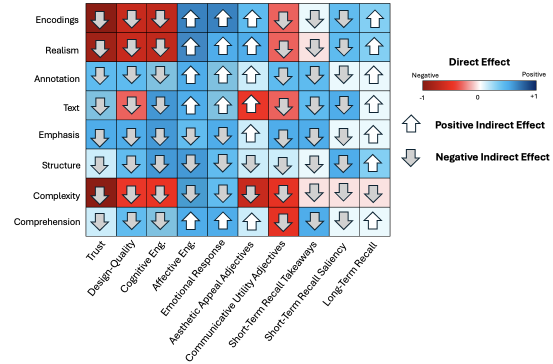 Encodings
Realism
Annotation
Text
Emphasis
Structure
Complexity
Comprehension
Trust
Design-Quality
Cognitive Eng.
Affective Eng.
Emotional Response
Aesthetic Appeal Adjectives
Communicative Utility Adjectives
Short-Term Recall Takeaways
Short-Term Recall Saliency
Long-Term Recall
Direct Effect
Negative Positive
-1 0 +1
Positive Indirect Effect
Negative Indirect Effect